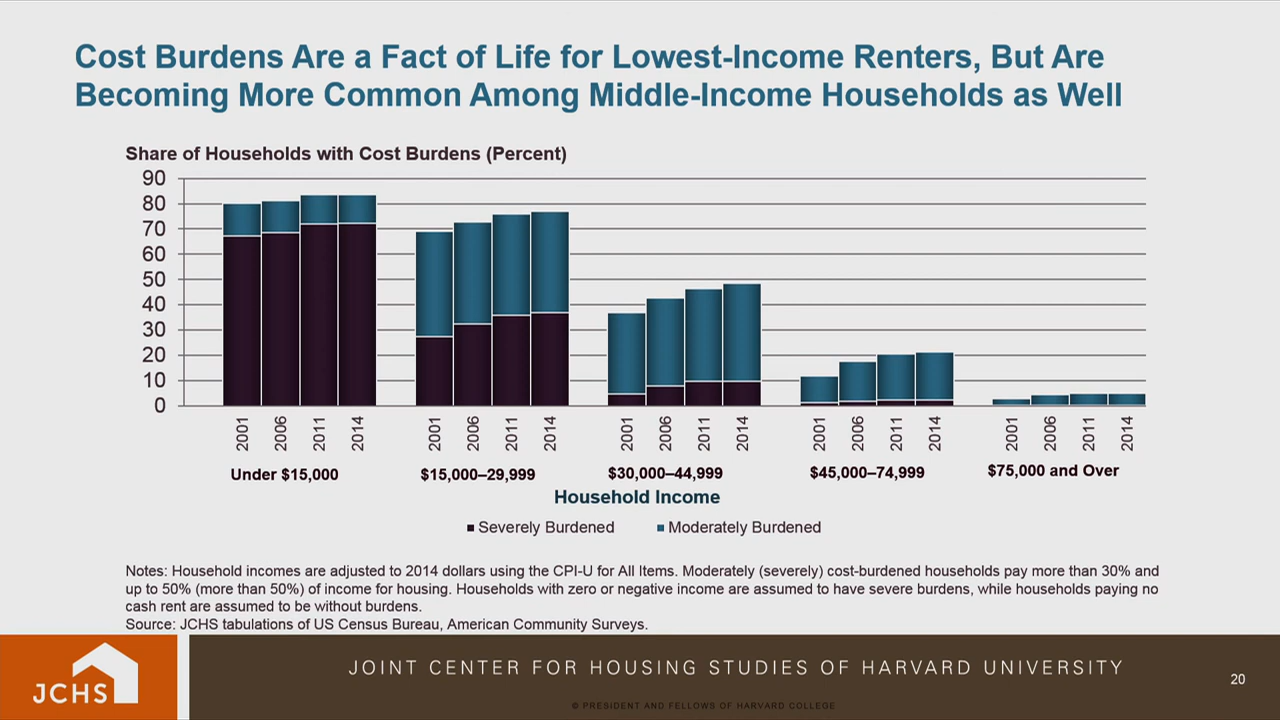 Cost Burdens Are a Fact of Life for Lowest-Income Renters, But Are
Becoming More Common Among Middle-Income Households as Well
Share of Households with Cost Burdens (Percent)
90
80
70
60
50
40
30
20
10
0
2001 2006 2011 2014 2001 2006 2011 2014 2001 2006 2011 2014 2001 2006 2011 2014 2001 2006 2011 2014
Under $15,000 $15,000–29,999 $30,000–44,999 $45,000–74,999 $75,000 and Over
Household Income
Severely Burdened Moderately Burdened
Notes: Household incomes are adjusted to 2014 dollars using the CPI-U for All Items. Moderately (severely) cost-burdened households pay more than 30% and
up to 50% (more than 50%) of income for housing. Households with zero or negative income are assumed to have severe burdens, while households paying no
cash rent are assumed to be without burdens.
Source: JCHS tabulations of US Census Bureau, American Community Surveys.
JCHS
JOINT CENTER FOR HOUSING STUDIES OF HARVARD UNIVERSITY
20
© PRESIDENT AND FELLOWS OF HARVARD COLLEGE